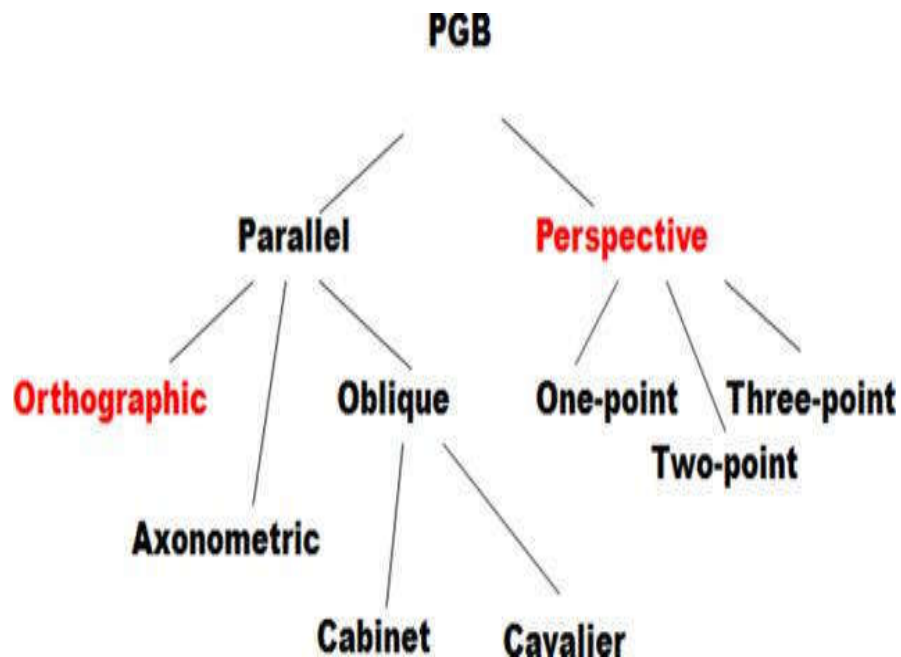 PGB
Parallel Perspective
Orthographic Oblique One-point Three-point
Two-point
Axonometric
Cabinet Cavalier